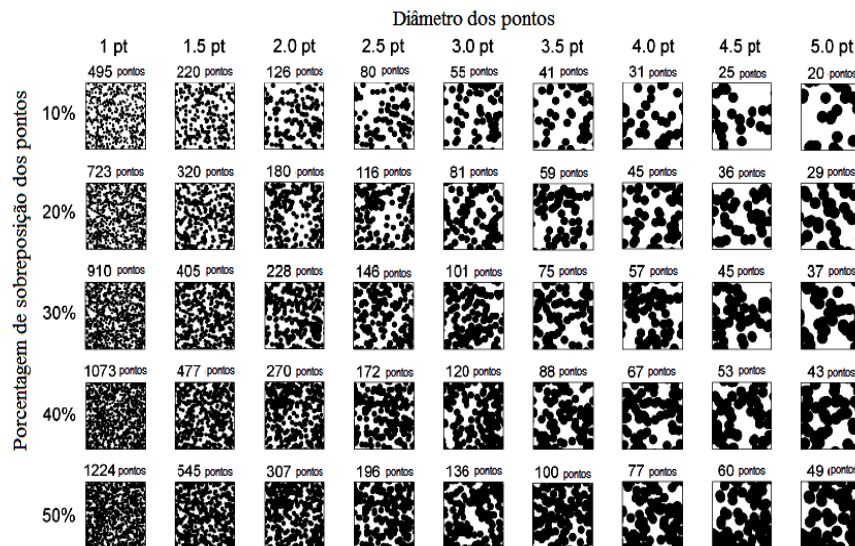 Diâmetro dos pontos
1 pt 1.5 pt 2.0 pt 2.5 pt 3.0 pt 3.5 pt 4.0 pt 4.5 pt 5.0 pt
Porcentagem de sobreposição dos pontos
495 pontos 220 pontos 126 pontos 80 pontos 55 pontos 41 pontos 31 pontos 25 pontos 20 pontos
10%
723 pontos 320 pontos 180 pontos 116 pontos 81 pontos 59 pontos 45 pontos 36 pontos 29 pontos
20%
910 pontos 405 pontos 228 pontos 146 pontos 101 pontos 75 pontos 57 pontos 45 pontos 37 pontos
30%
1073 pontos 477 pontos 270 pontos 172 pontos 120 pontos 88 pontos 67 pontos 53 pontos 43 pontos
40%
1224 pontos 545 pontos 307 pontos 196 pontos 136 pontos 100 pontos 77 pontos 60 pontos 49 pontos
50%